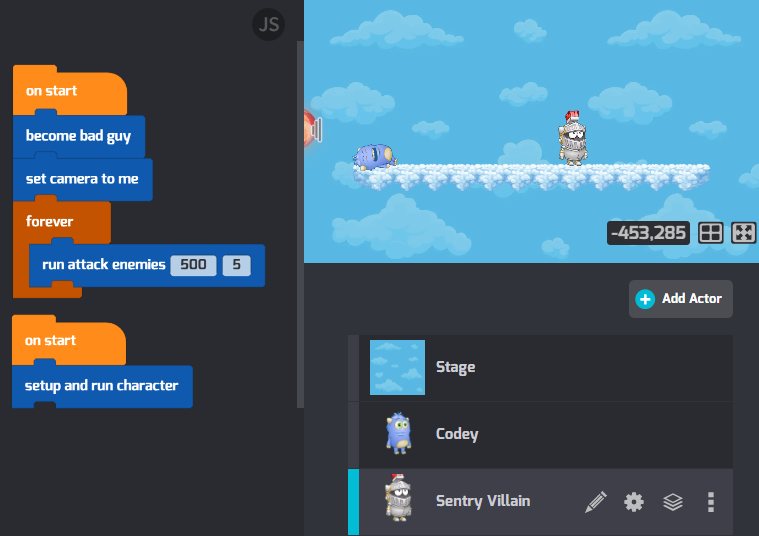 JS
on start
become bad guy
set camera to me
forever
run attack enemies 500 5
on start
setup and run character
-453,285
Add Actor
Stage
Codey
Sentry Villain